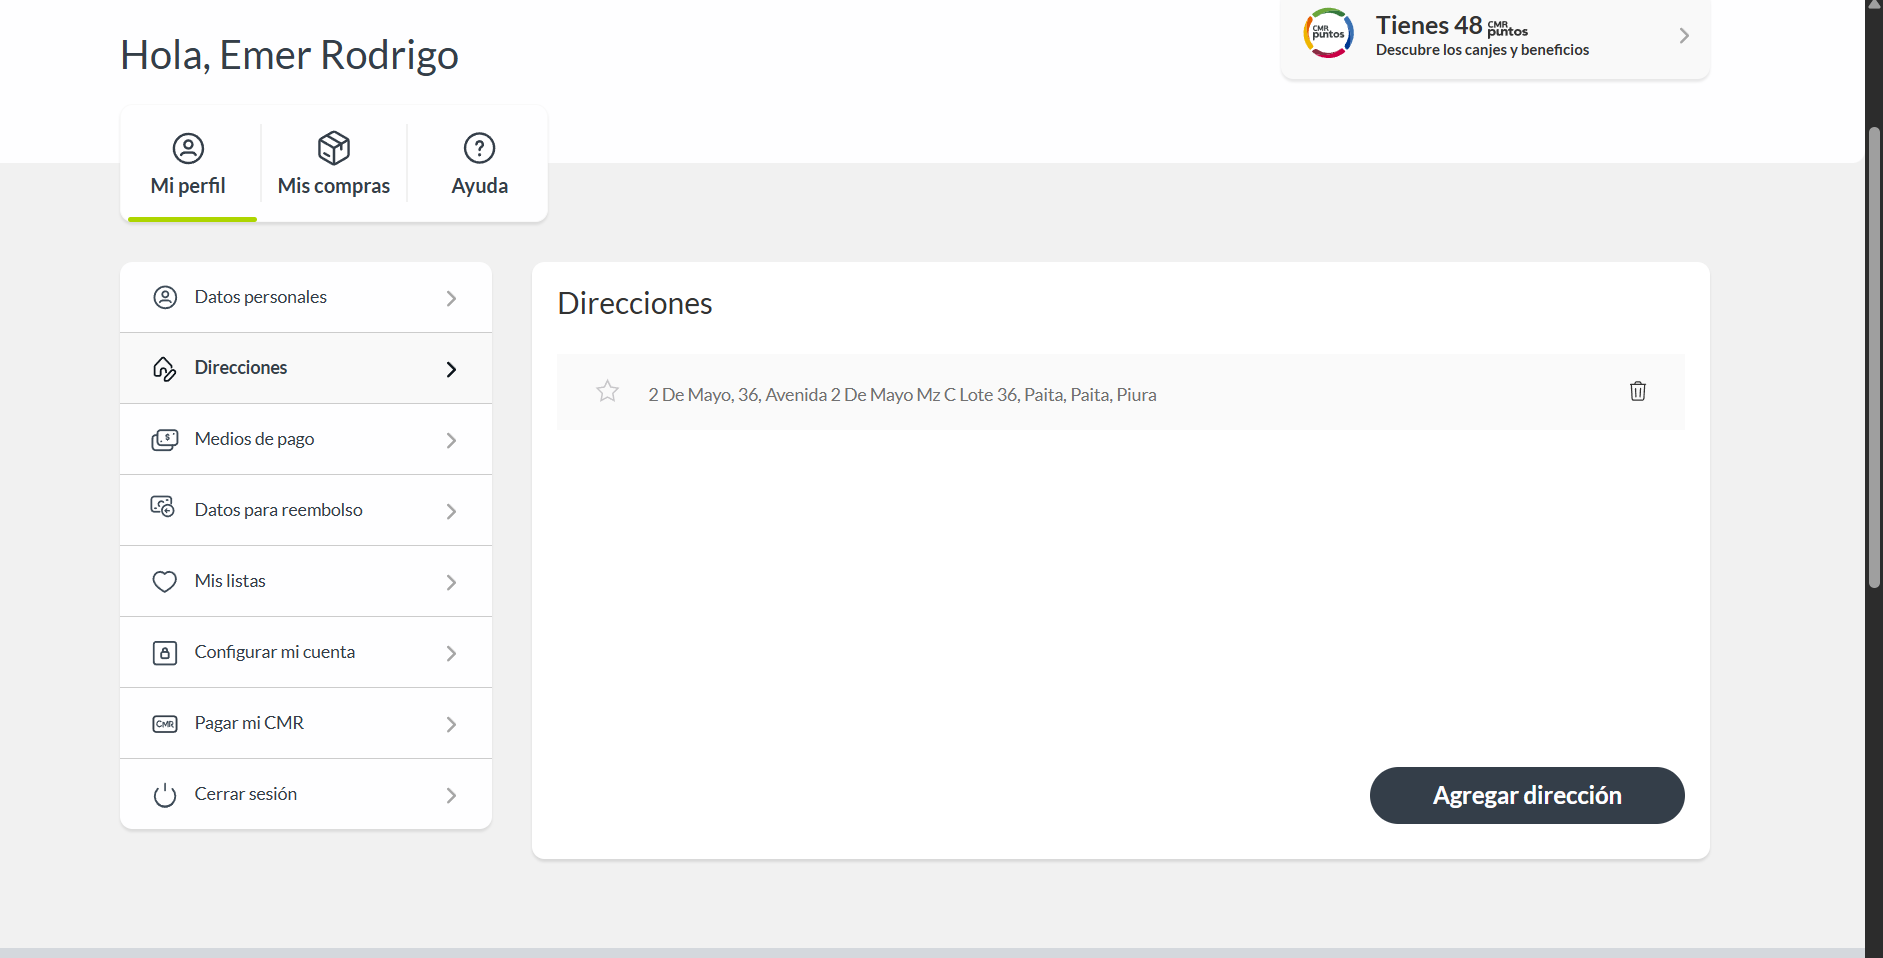 Hola, Emer Rodrigo
CMR puntos
Tienes 48 CMR puntos
Descubre los canjes y beneficios
Mi perfil
Mis compras
Ayuda
Datos personales
Direcciones
Medios de pago
Datos para reembolso
Mis listas
Configurar mi cuenta
CMR
Pagar mi CMR
Cerrar sesión
Direcciones
2 De Mayo, 36, Avenida 2 De Mayo Mz C Lote 36, Paita, Paita, Piura
Agregar dirección